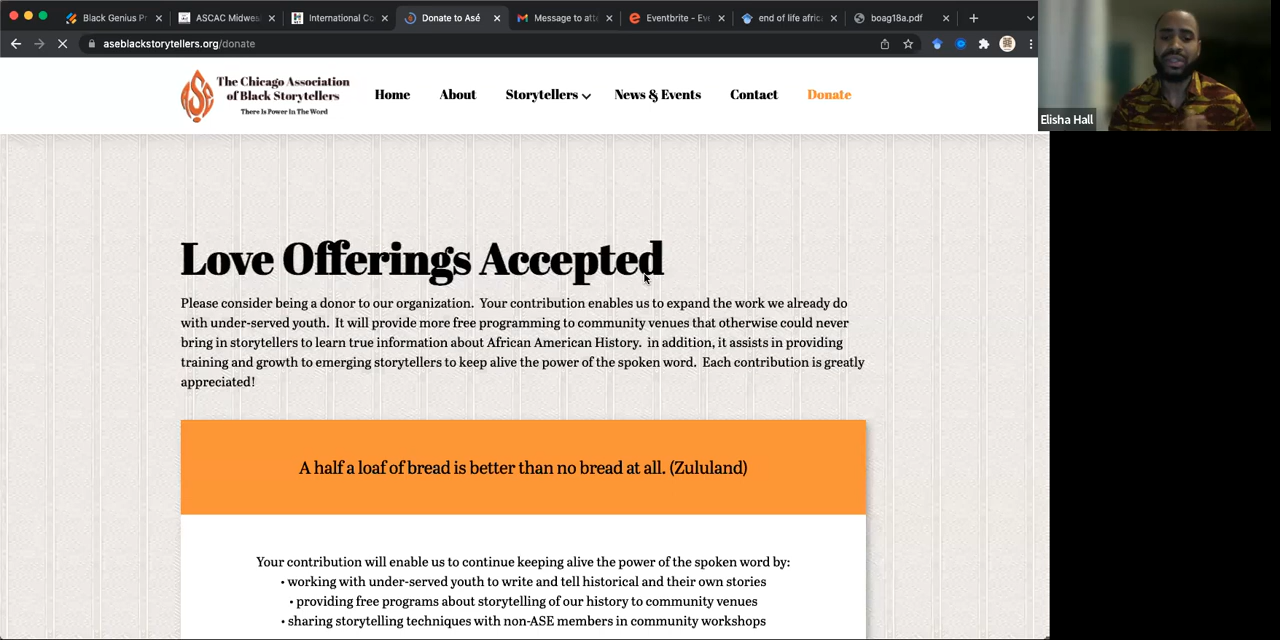 Black Genius Pr
ASCAC Midwes
International Co
Donate to Asé
Message to atte
Eventbrite - Eve
end of life afric
boag18a.pdf
aseblackstorytellers.org/donate
Elisha Hall
The Chicago Association
of Black Storytellers
There Is Power In The Word
Home
About
Storytellers
News & Events
Contact
Donate
Love Offerings Accepted
Please consider being a donor to our organization. Your contribution enables us to expand the work we already do
with under-served youth. It will provide more free programming to community venues that otherwise could never
bring in storytellers to learn true information about African American History. in addition, it assists in providing
training and growth to emerging storytellers to keep alive the power of the spoken word. Each contribution is greatly
appreciated!
A half a loaf of bread is better than no bread at all. (Zululand)
Your contribution will enable us to continue keeping alive the power of the spoken word by:
• working with under-served youth to write and tell historical and their own stories
• providing free programs about storytelling of our history to community venues
• sharing storytelling techniques with non-ASE members in community workshops